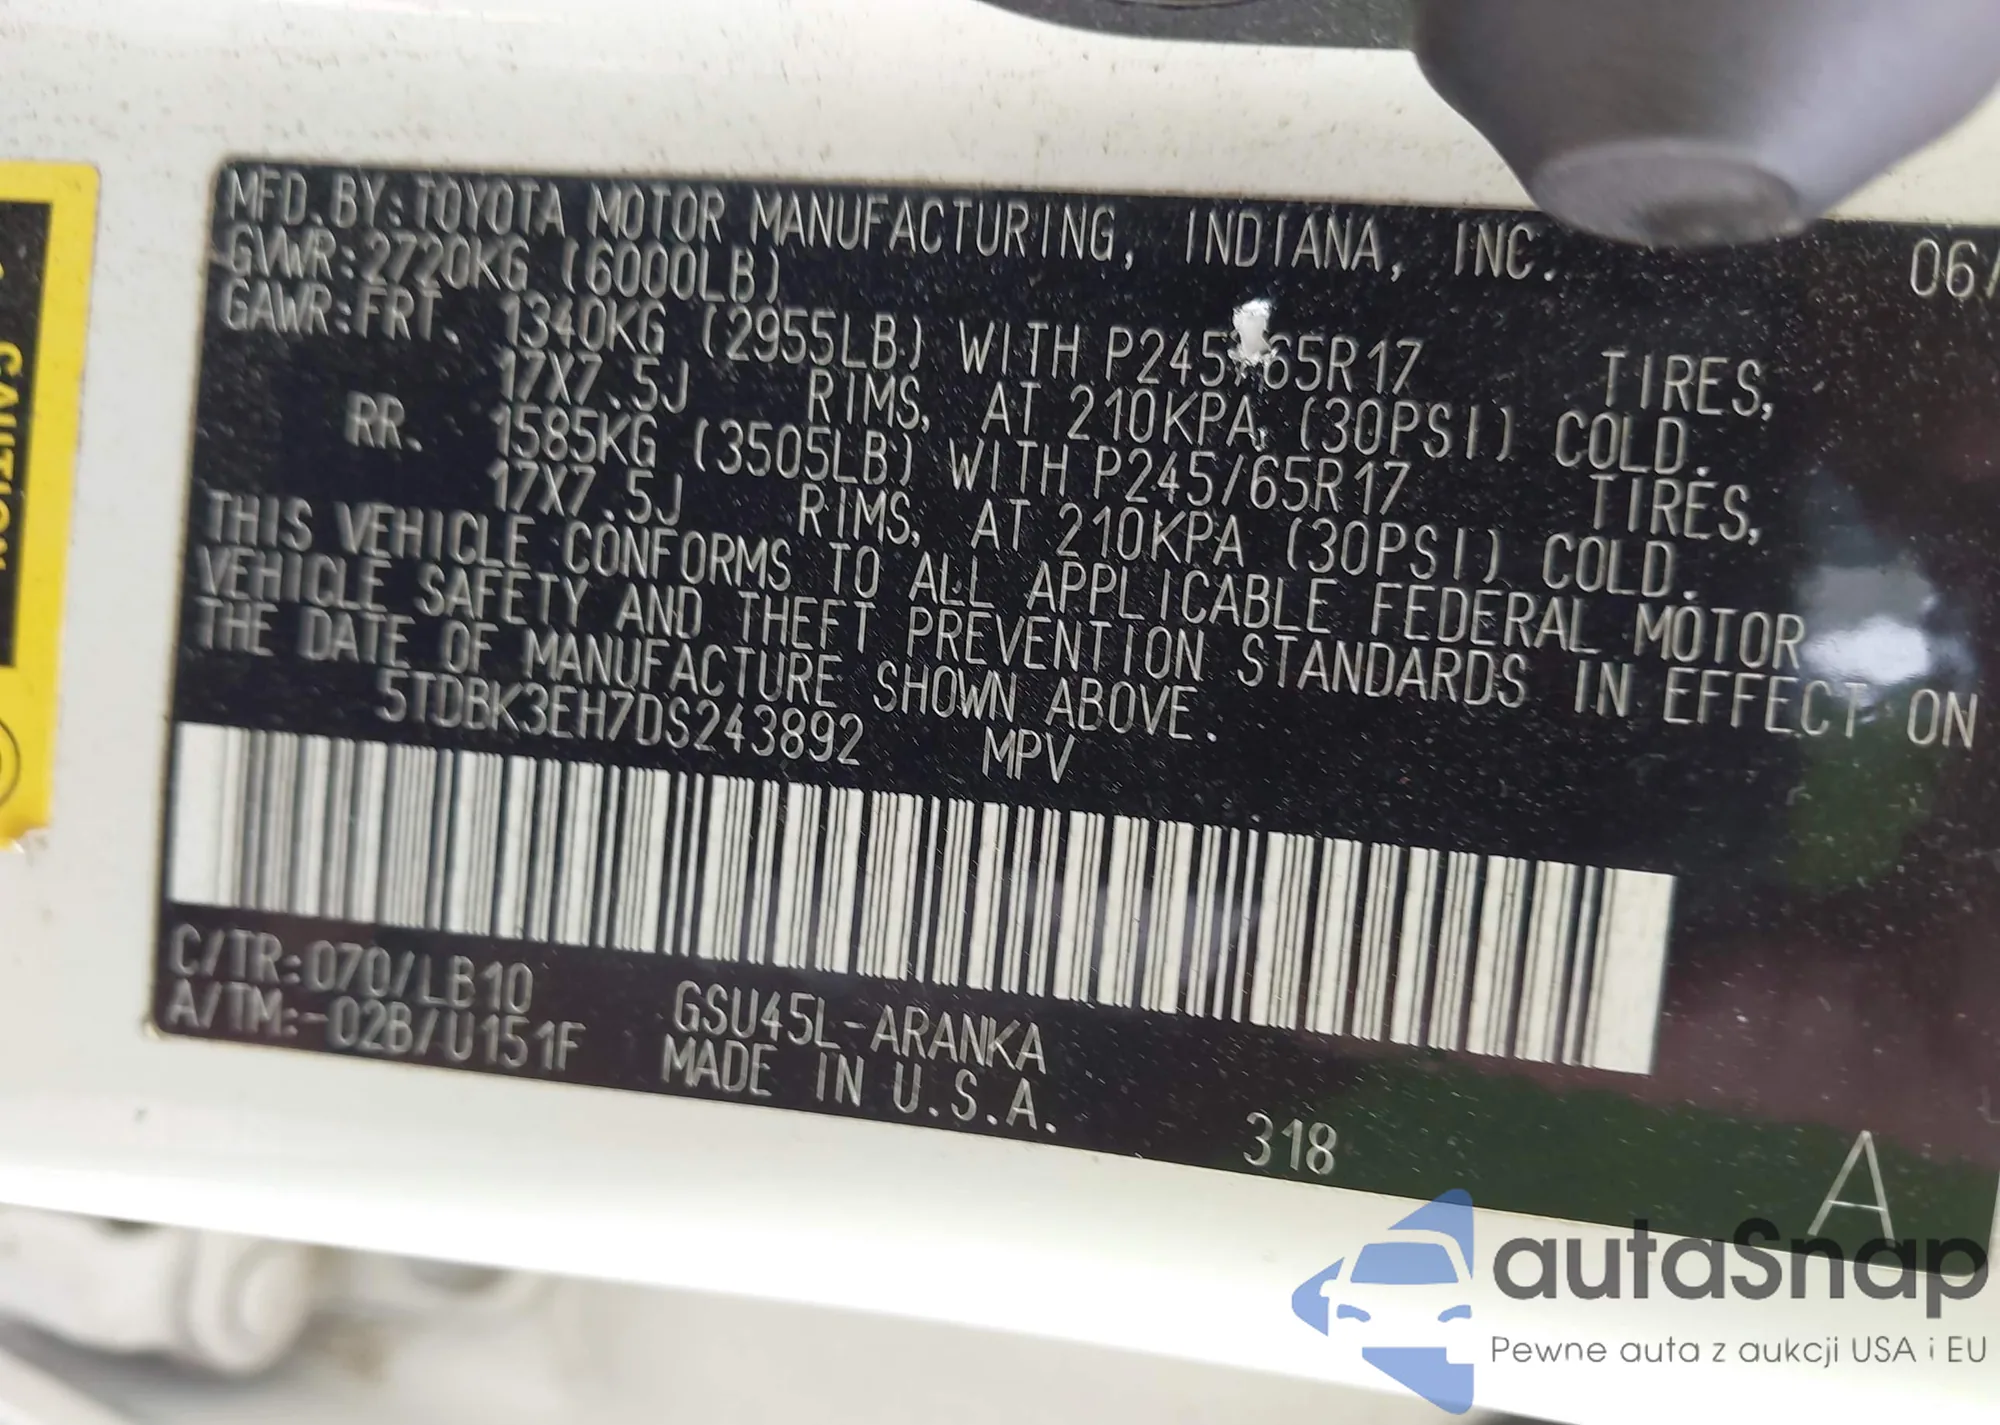 MFD. BY: TOYOTA MOTOR MANUFACTURING, INDIANA, INC. 06/
GVWR: 2720KG (6000LB)
GAWR: FRT. 1340KG (2955LB) WITH P245/65R17 TIRES,
17X7.5J RIMS, AT 210KPA, (30PSI) COLD.
RR. 1585KG (3505LB) WITH P245/65R17 TIRES,
17X7.5J RIMS, AT 210KPA (30PSI) COLD.
THIS VEHICLE CONFORMS TO ALL APPLICABLE FEDERAL MOTOR
VEHICLE SAFETY AND THEFT PREVENTION STANDARDS IN EFFECT ON
THE DATE OF MANUFACTURE SHOWN ABOVE.
5TDBK3EH7DS243892 MPV
C/TR: 070/LB10 GSU45L-ARANKA
A/TM: -02B/U151F MADE IN U.S.A.
318
A
CAUTION
autaSnap
Pewne auta z aukcji USA i EU